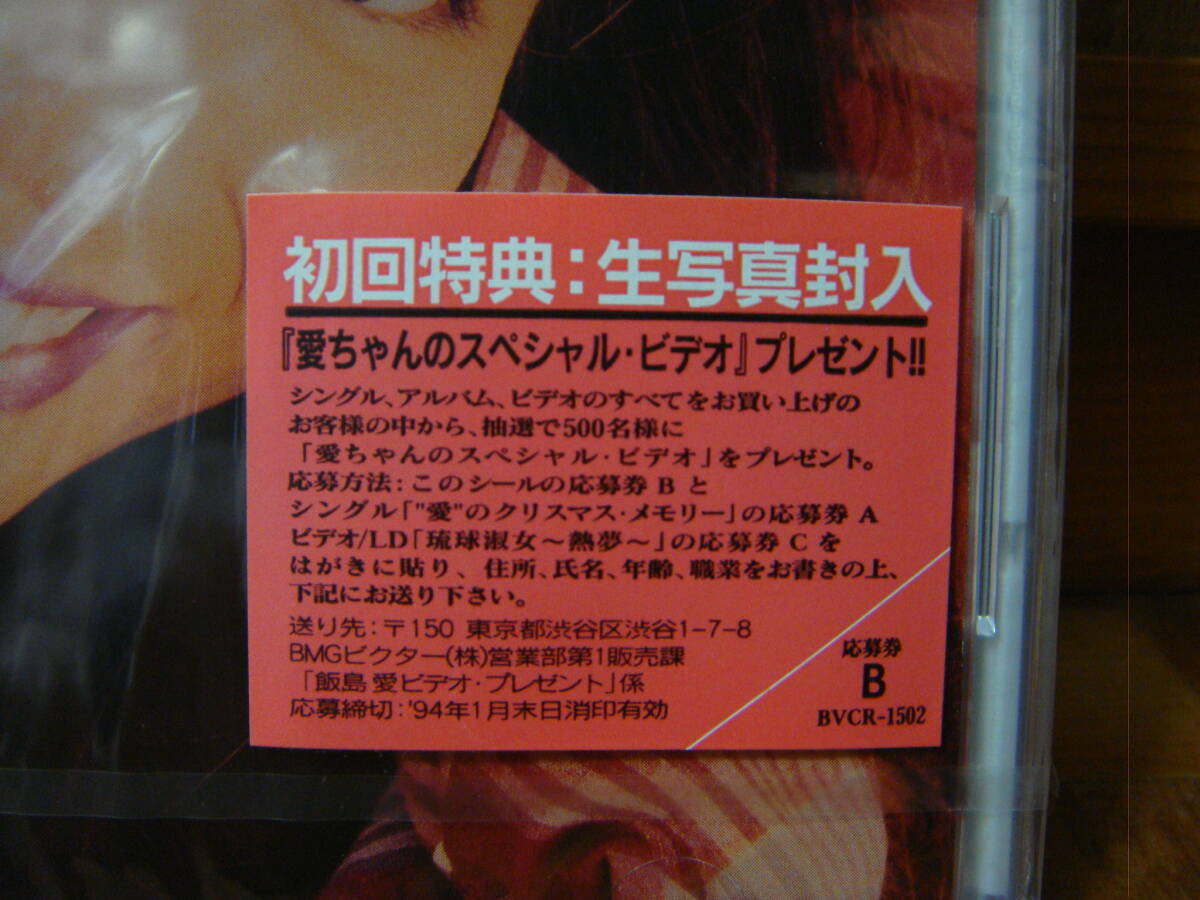 初回特典：生写真封入
『愛ちゃんのスペシャル・ビデオ』プレゼント!!
シングル、アルバム、ビデオのすべてをお買い上げの
お客様の中から、抽選で500名様に
「愛ちゃんのスペシャル・ビデオ」をプレゼント。
応募方法：このシールの応募券 B と
シングル「"愛"のクリスマス・メモリー」の応募券 A
ビデオ/LD「琉球淑女〜熱夢〜」の応募券 C を
はがきに貼り、住所、氏名、年齢、職業をお書きの上、
下記にお送り下さい。
送り先：〒150 東京都渋谷区渋谷1-7-8
BMGビクター(株)営業部第1販売課
「飯島 愛ビデオ・プレゼント」係
応募締切：'94年1月末日消印有効
応募券
B
BVCR-1502